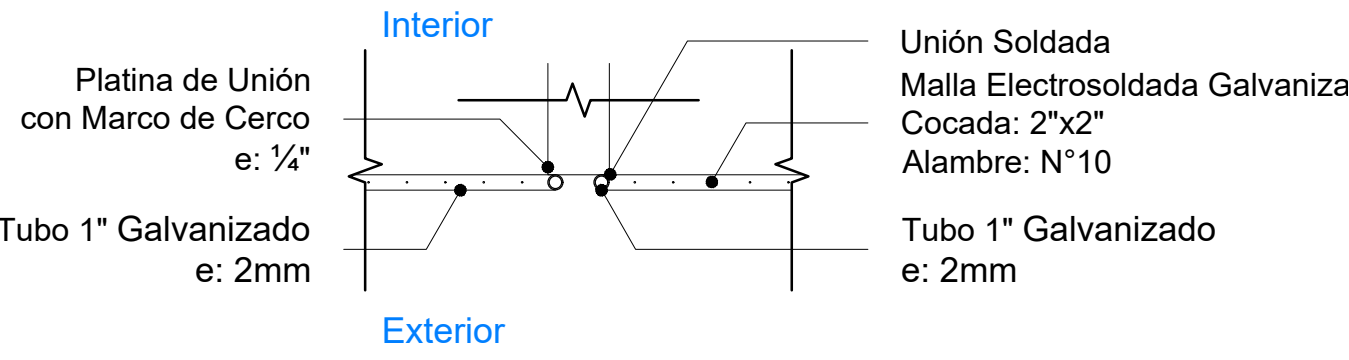 Interior
Platina de Unión
con Marco de Cerco
e: ¼"
Tubo 1" Galvanizado
e: 2mm
Unión Soldada
Malla Electrosoldada Galvaniza
Cocada: 2"x2"
Alambre: N°10
Tubo 1" Galvanizado
e: 2mm
Exterior